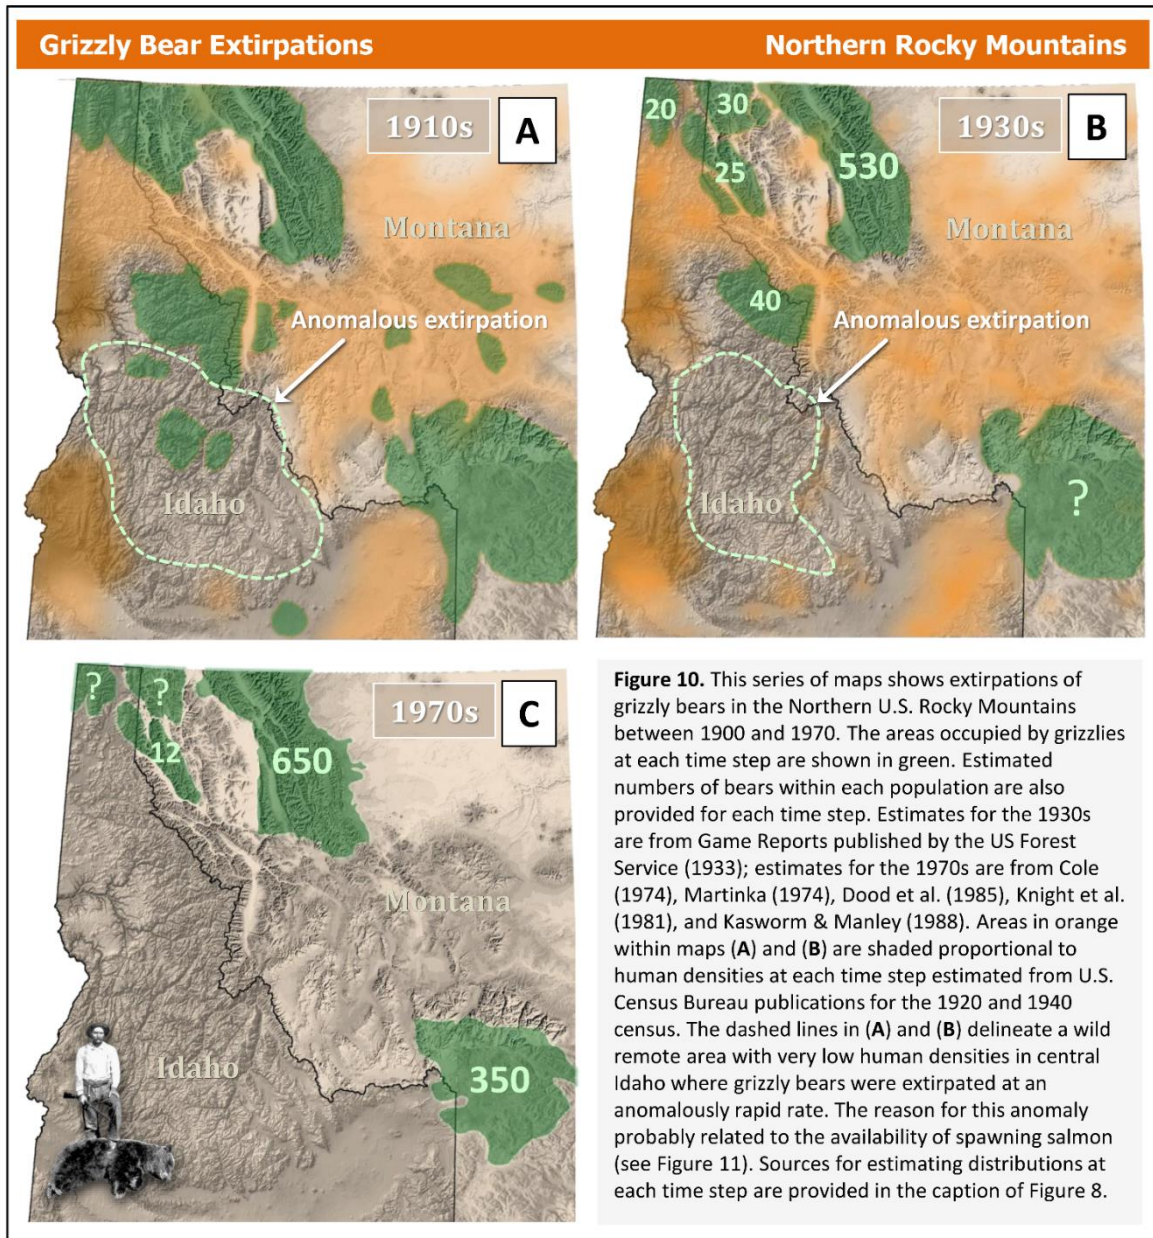 Grizzly Bear Extirpations
Northern Rocky Mountains
1910s
A
Montana
Anomalous extirpation
Idaho
1930s
B
20
30
25
530
Montana
40
Anomalous extirpation
Idaho
?
1970s
C
?
?
12
650
Montana
Idaho
350
Figure 10. This series of maps shows extirpations of
grizzly bears in the Northern U.S. Rocky Mountains
between 1900 and 1970. The areas occupied by grizzlies
at each time step are shown in green. Estimated
numbers of bears within each population are also
provided for each time step. Estimates for the 1930s
are from Game Reports published by the US Forest
Service (1933); estimates for the 1970s are from Cole
(1974), Martinka (1974), Dood et al. (1985), Knight et al.
(1981), and Kasworm & Manley (1988). Areas in orange
within maps (A) and (B) are shaded proportional to
human densities at each time step estimated from U.S.
Census Bureau publications for the 1920 and 1940
census. The dashed lines in (A) and (B) delineate a wild
remote area with very low human densities in central
Idaho where grizzly bears were extirpated at an
anomalously rapid rate. The reason for this anomaly
probably related to the availability of spawning salmon
(see Figure 11). Sources for estimating distributions at
each time step are provided in the caption of Figure 8.